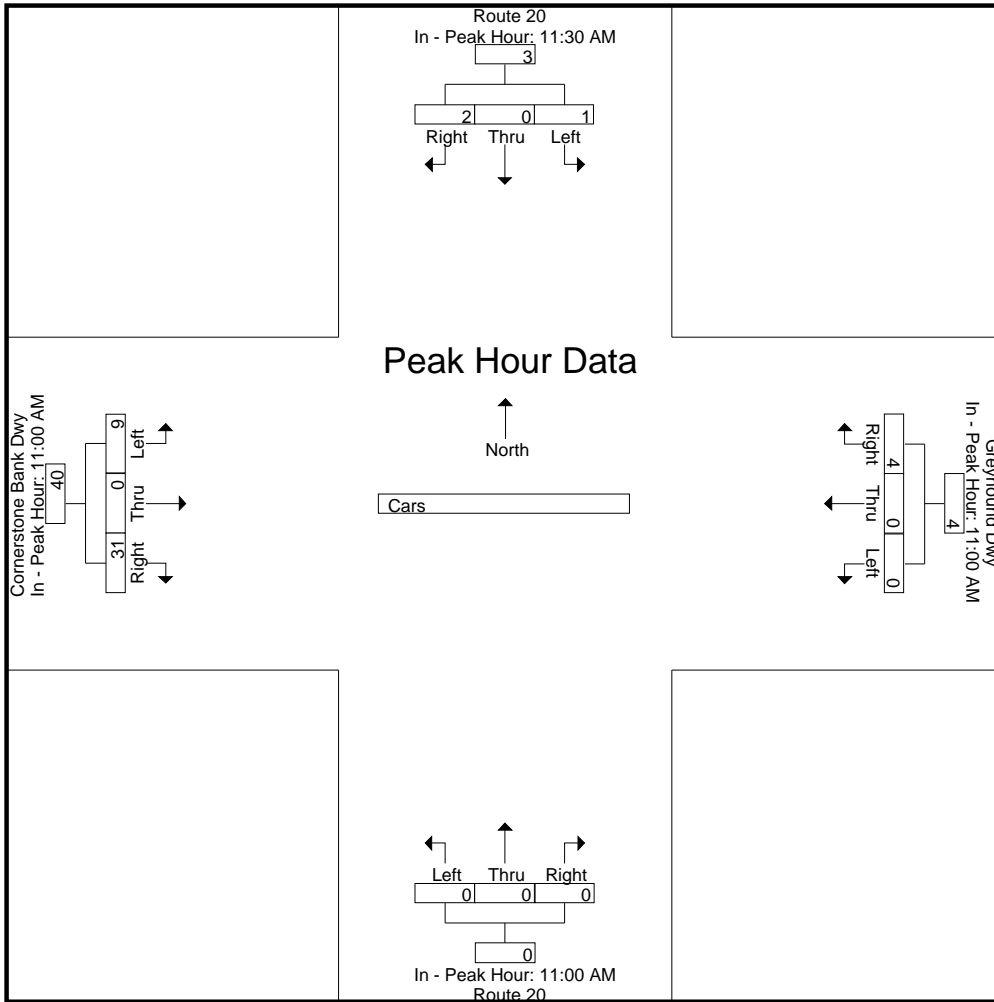 Route 20
In - Peak Hour: 11:30 AM
3
2 0 1
Right Thru Left
Peak Hour Data
North
Cars
Cornerstone Bank Dwy
In - Peak Hour: 11:00 AM
40
9 0 31
Left Thru Right
Greyhound Dwy
In - Peak Hour: 11:00 AM
4
4 0 0
Right Thru Left
Left Thru Right
0 0 0
0
In - Peak Hour: 11:00 AM
Route 20